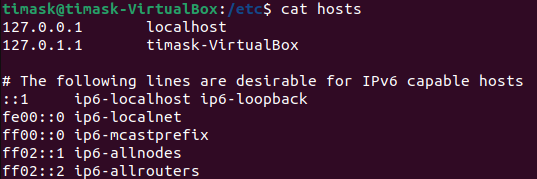 timask@timask-VirtualBox:/etc$ cat hosts
127.0.0.1 localhost
127.0.1.1 timask-VirtualBox
# The following lines are desirable for IPv6 capable hosts
::1 ip6-localhost ip6-loopback
fe00::0 ip6-localnet
ff00::0 ip6-mcastprefix
ff02::1 ip6-allnodes
ff02::2 ip6-allrouters